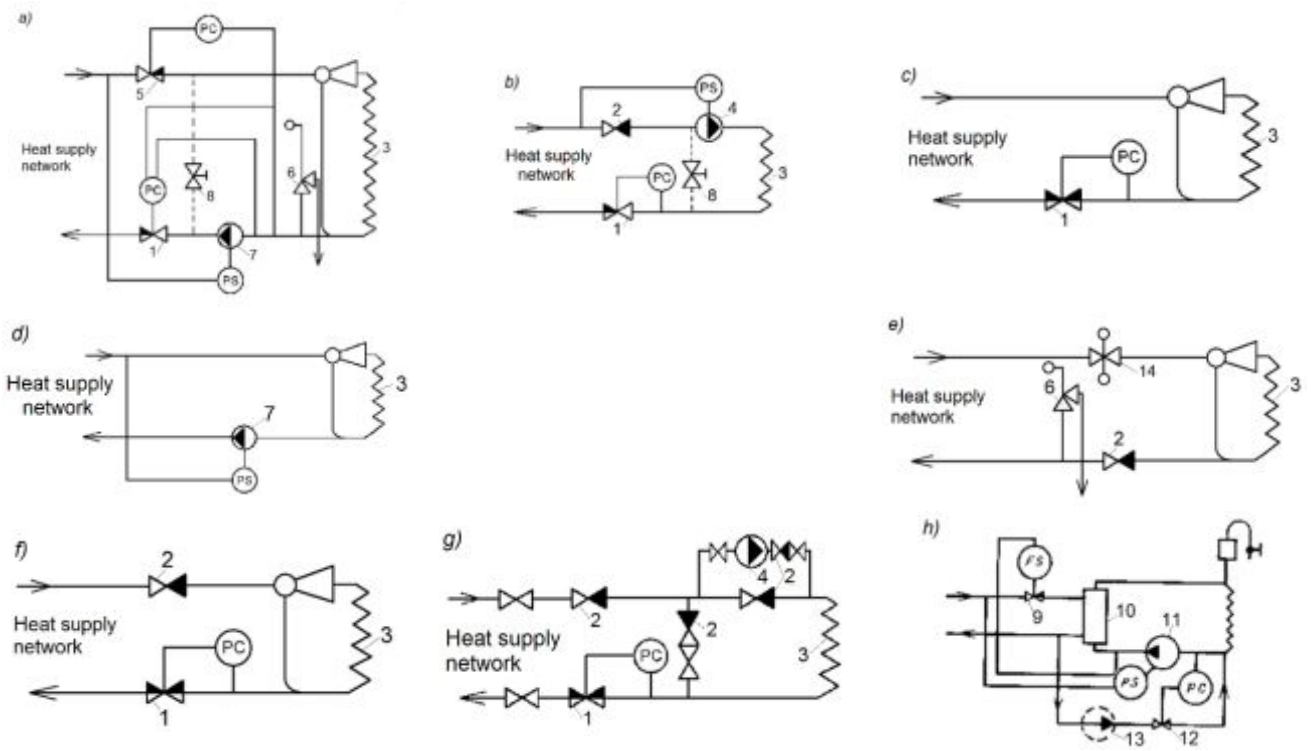 a)
PC
5
Heat supply
network
PC
8
6
3
1
7
PS
b)
PS
2
4
Heat supply
network
3
PC
8
1
c)
Heat supply
network
PC
3
1
d)
Heat supply
network
3
7
PS
e)
14
6
Heat supply
network
3
2
f)
2
Heat supply
network
PC
3
1
g)
4
2
2
2
Heat supply
network
PC
3
1
h)
FS
9
10
11
PS
PC
13
12